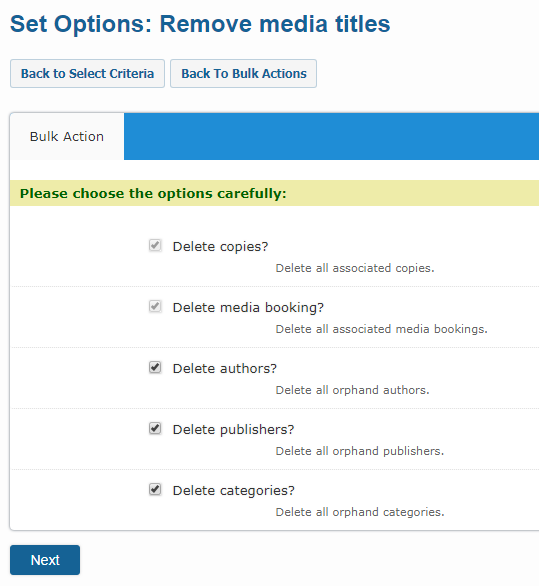 Set Options: Remove media titles
Back to Select Criteria
Back To Bulk Actions
Bulk Action
Please choose the options carefully:
Delete copies?
Delete all associated copies.
Delete media booking?
Delete all associated media bookings.
Delete authors?
Delete all orphand authors.
Delete publishers?
Delete all orphand publishers.
Delete categories?
Delete all orphand categories.
Next